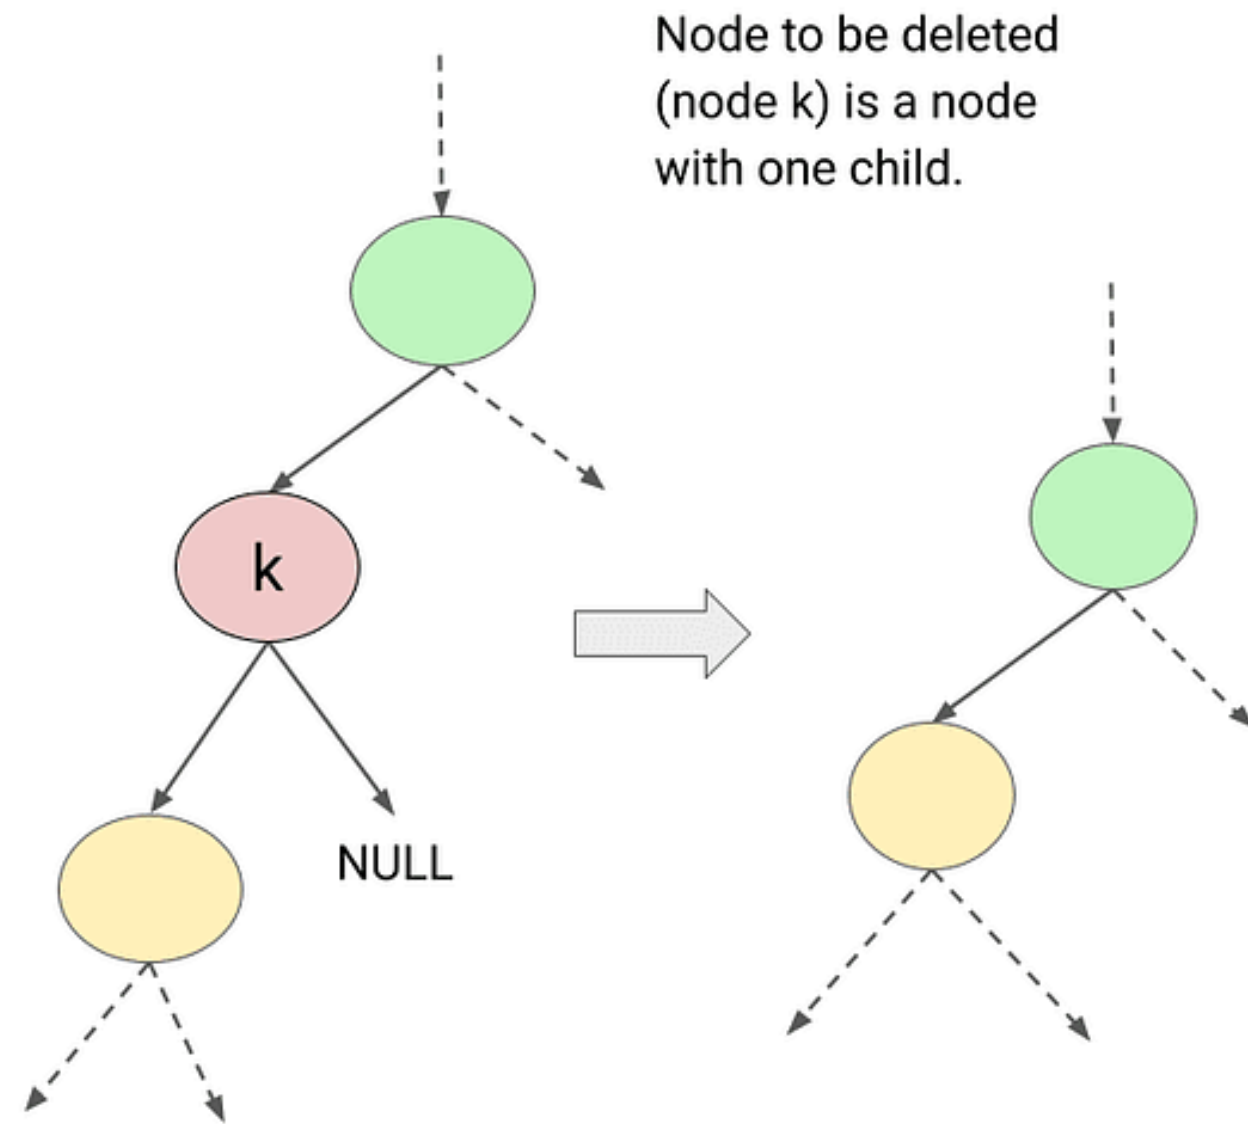 Node to be deleted
(node k) is a node
with one child.
k
NULL